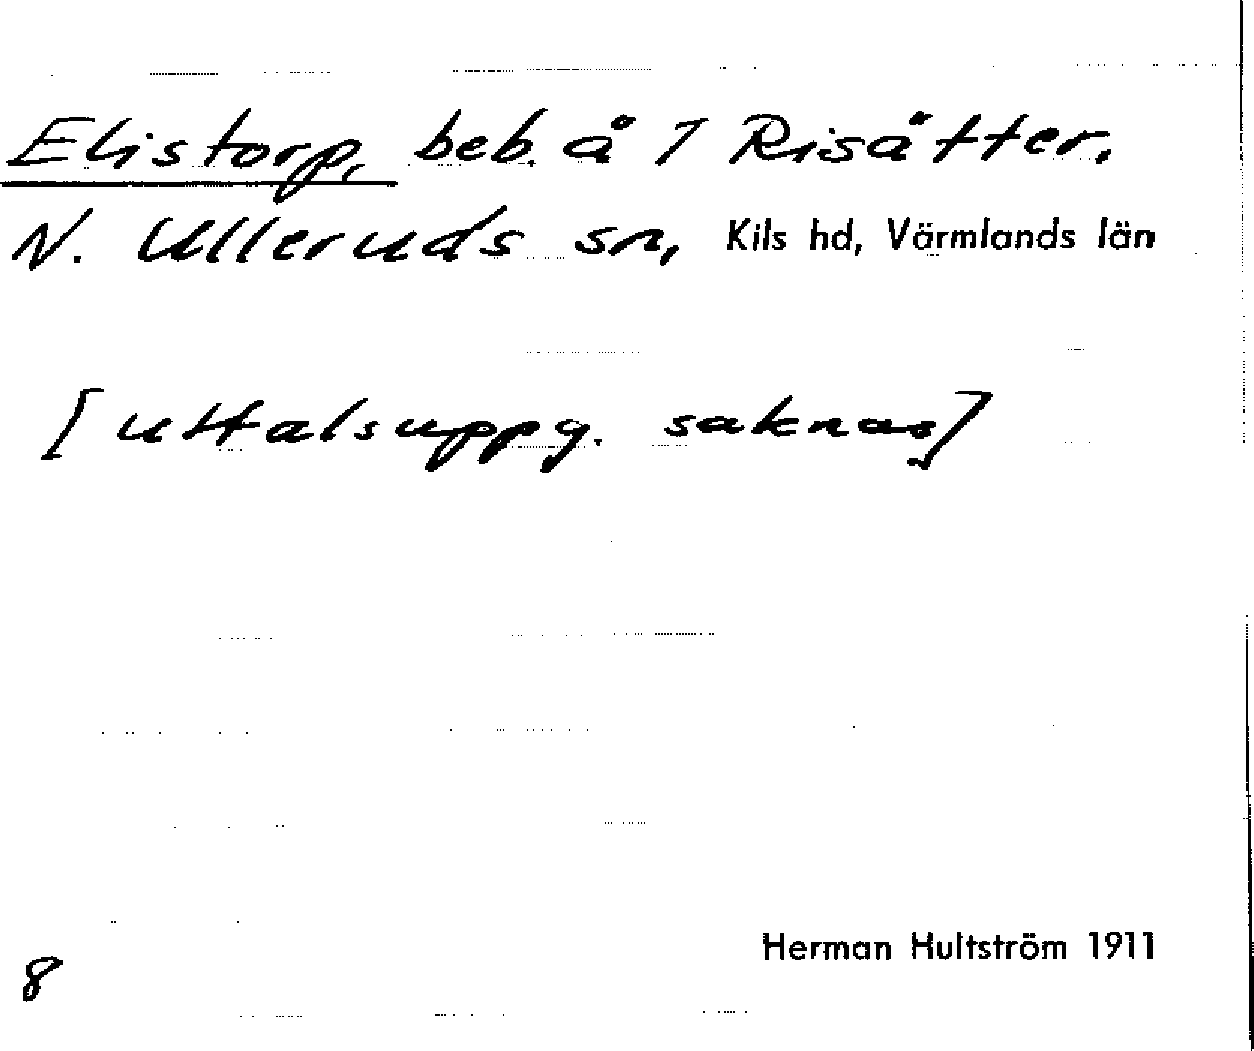 Elistorp, beb. å 1 Risätter,
N. Ulleruds sn, Kils hd, Värmlands län
[uttalsuppg. saknas]
Herman Hultström 1911
8